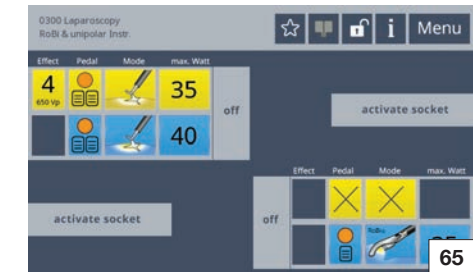 0300 Laparoscopy
RoBi & unipolar Instr.
i Menu
Effect Pedal Mode max. Watt
4
650 Vp
35
off
40
activate socket
Effect Pedal Mode max. Watt
activate socket
off
RoBi®
65